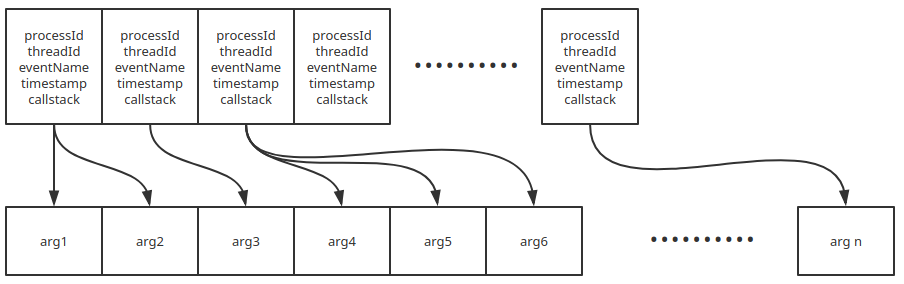 processId
threadId
eventName
timestamp
callstack
processId
threadId
eventName
timestamp
callstack
processId
threadId
eventName
timestamp
callstack
processId
threadId
eventName
timestamp
callstack
processId
threadId
eventName
timestamp
callstack
arg1
arg2
arg3
arg4
arg5
arg6
arg n